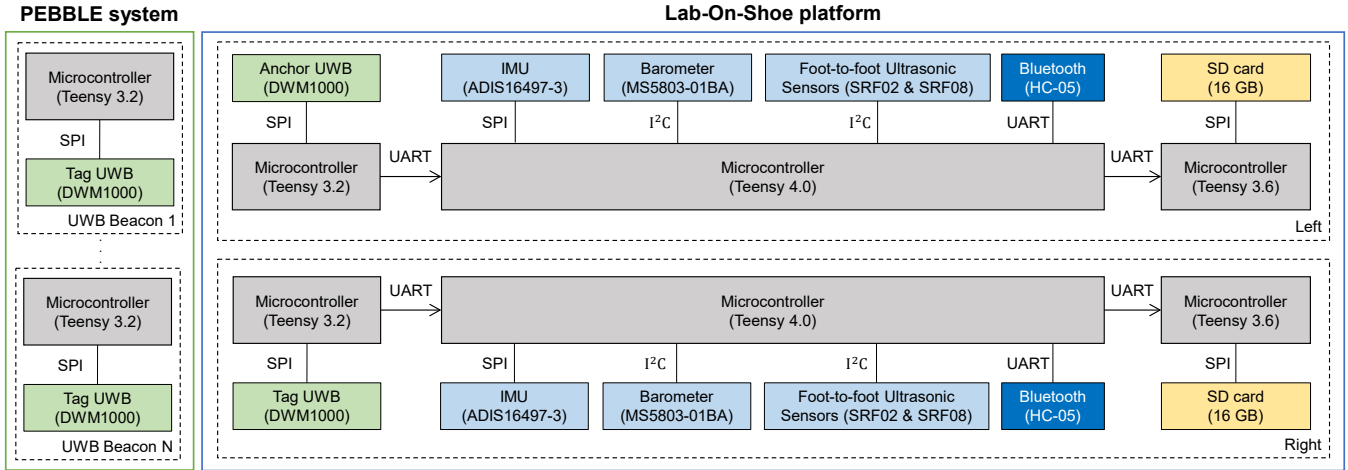 PEBBLE system
Microcontroller
(Teensy 3.2)
SPI
Tag UWB
(DWM1000)
UWB Beacon 1
Microcontroller
(Teensy 3.2)
SPI
Tag UWB
(DWM1000)
UWB Beacon N
Lab-On-Shoe platform
Anchor UWB
(DWM1000)
IMU
(ADIS16497-3)
Barometer
(MS5803-01BA)
Foot-to-foot Ultrasonic
Sensors (SRF02 & SRF08)
Bluetooth
(HC-05)
SD card
(16 GB)
SPI
SPI
I²C
I²C
UART
SPI
Microcontroller
(Teensy 3.2)
UART
Microcontroller
(Teensy 4.0)
UART
Microcontroller
(Teensy 3.6)
Left
Microcontroller
(Teensy 3.2)
UART
Microcontroller
(Teensy 4.0)
UART
Microcontroller
(Teensy 3.6)
SPI
SPI
I²C
I²C
UART
SPI
Tag UWB
(DWM1000)
IMU
(ADIS16497-3)
Barometer
(MS5803-01BA)
Foot-to-foot Ultrasonic
Sensors (SRF02 & SRF08)
Bluetooth
(HC-05)
SD card
(16 GB)
Right